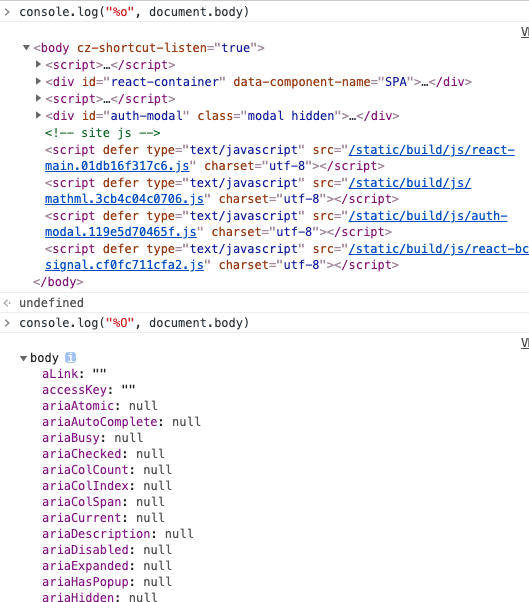 > console.log("%o", document.body)
V
▼<body cz-shortcut-listen="true">
▶<script>…</script>
▶<div id="react-container" data-component-name="SPA">…</div>
▶<script>…</script>
▶<div id="auth-modal" class="modal hidden">…</div>
<!-- site js -->
<script defer type="text/javascript" src="/static/build/js/react-
main.01db16f317c6.js" charset="utf-8"></script>
<script defer type="text/javascript" src="/static/build/js/
mathml.3cb4c04c0706.js" charset="utf-8"></script>
<script defer type="text/javascript" src="/static/build/js/auth-
modal.119e5d70465f.js" charset="utf-8"></script>
<script defer type="text/javascript" src="/static/build/js/react-bc
signal.cf0fc711cfa2.js" charset="utf-8"></script>
</body>
undefined
> console.log("%O", document.body)
V
▼body i
aLink: ""
accessKey: ""
ariaAtomic: null
ariaAutoComplete: null
ariaBusy: null
ariaChecked: null
ariaColCount: null
ariaColIndex: null
ariaColSpan: null
ariaCurrent: null
ariaDescription: null
ariaDisabled: null
ariaExpanded: null
ariaHasPopup: null
ariaHidden: null